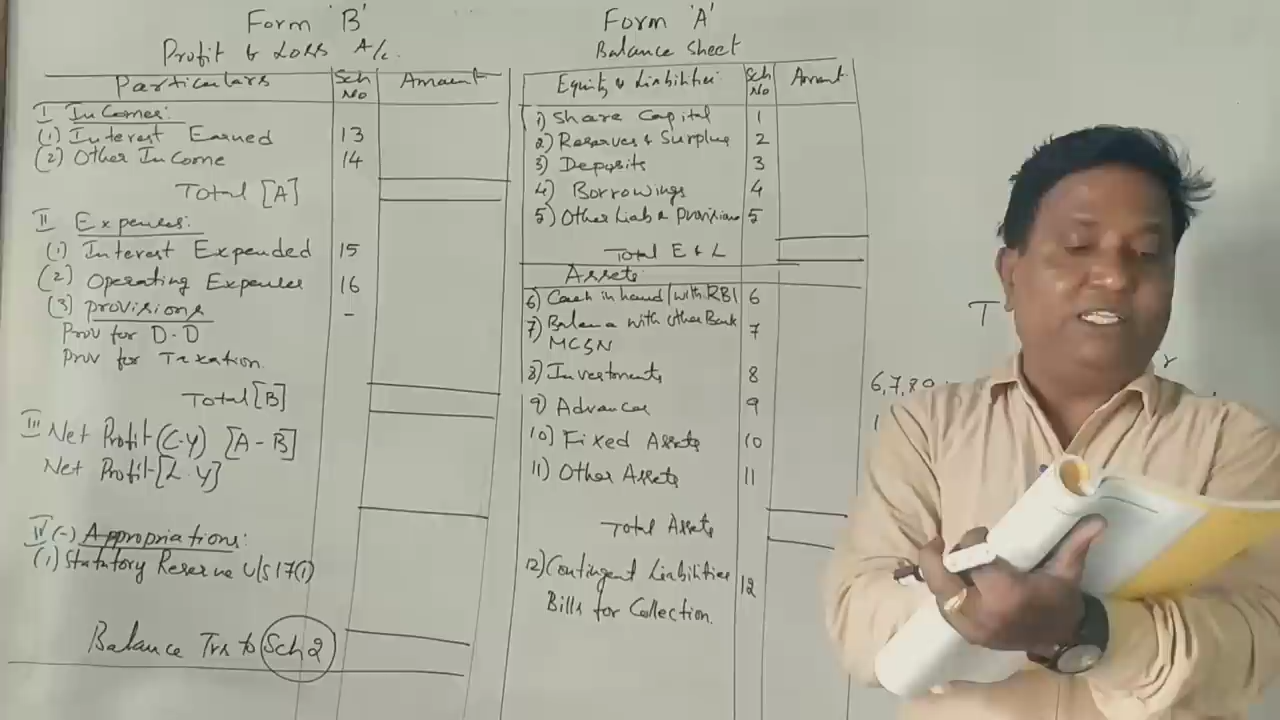 Form 'B'
Profit & Loss A/c.
Particulars Sch No Amount
I Incomes:
(1) Interest Earned 13
(2) Other Income 14
Total [A]
II Expenses:
(1) Interest Expended 15
(2) Operating Expenses 16
(3) Provisions -
Prov for D.D
Prov for Taxation.
Total [B]
III Net Profit (C.Y) [A-B]
Net Profit [L.Y]
IV (-) Appropriations:
(1) Statutory Reserve U/S 17(1)
Balance Trs to Sch 2
Form 'A'
Balance Sheet
Equity & Liabilities Sch No Amount
1) Share Capital 1
2) Reserves & Surplus 2
3) Deposits 3
4) Borrowings 4
5) Other Liab & Provisions 5
Total E & L
Assets
6) Cash in hand/with RBI 6
7) Balance with other Bank 7
MCSN
8) Investments 8
9) Advances 9
10) Fixed Assets 10
11) Other Assets 11
Total Assets
12) Contingent Liabilities 12
Bills for Collection.
T
6,7,8,9